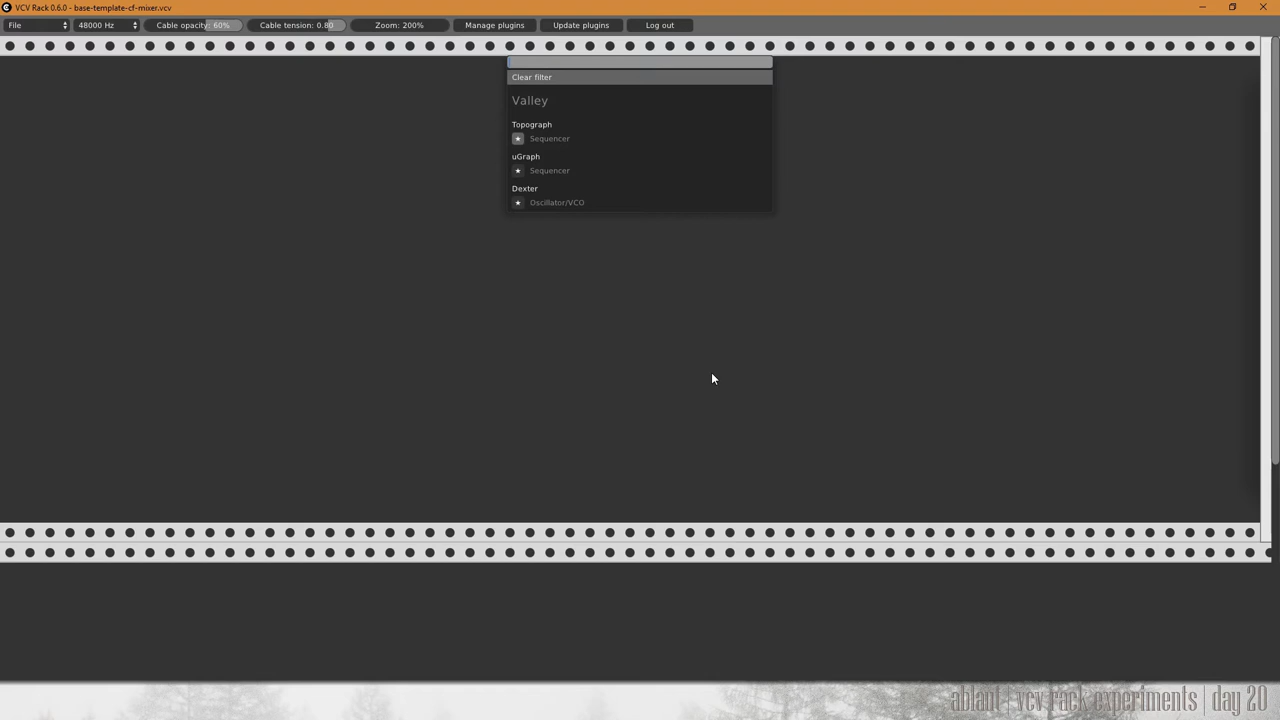 VCV Rack 0.6.0 - base-template-cf-mixer.vcv
File 48000 Hz Cable opacity: 60% Cable tension: 0.80 Zoom: 200% Manage plugins Update plugins Log out
Clear filter
Valley
Topograph
Sequencer
uGraph
Sequencer
Dexter
Oscillator/VCO
ablant | vcv rack experiments | day 20